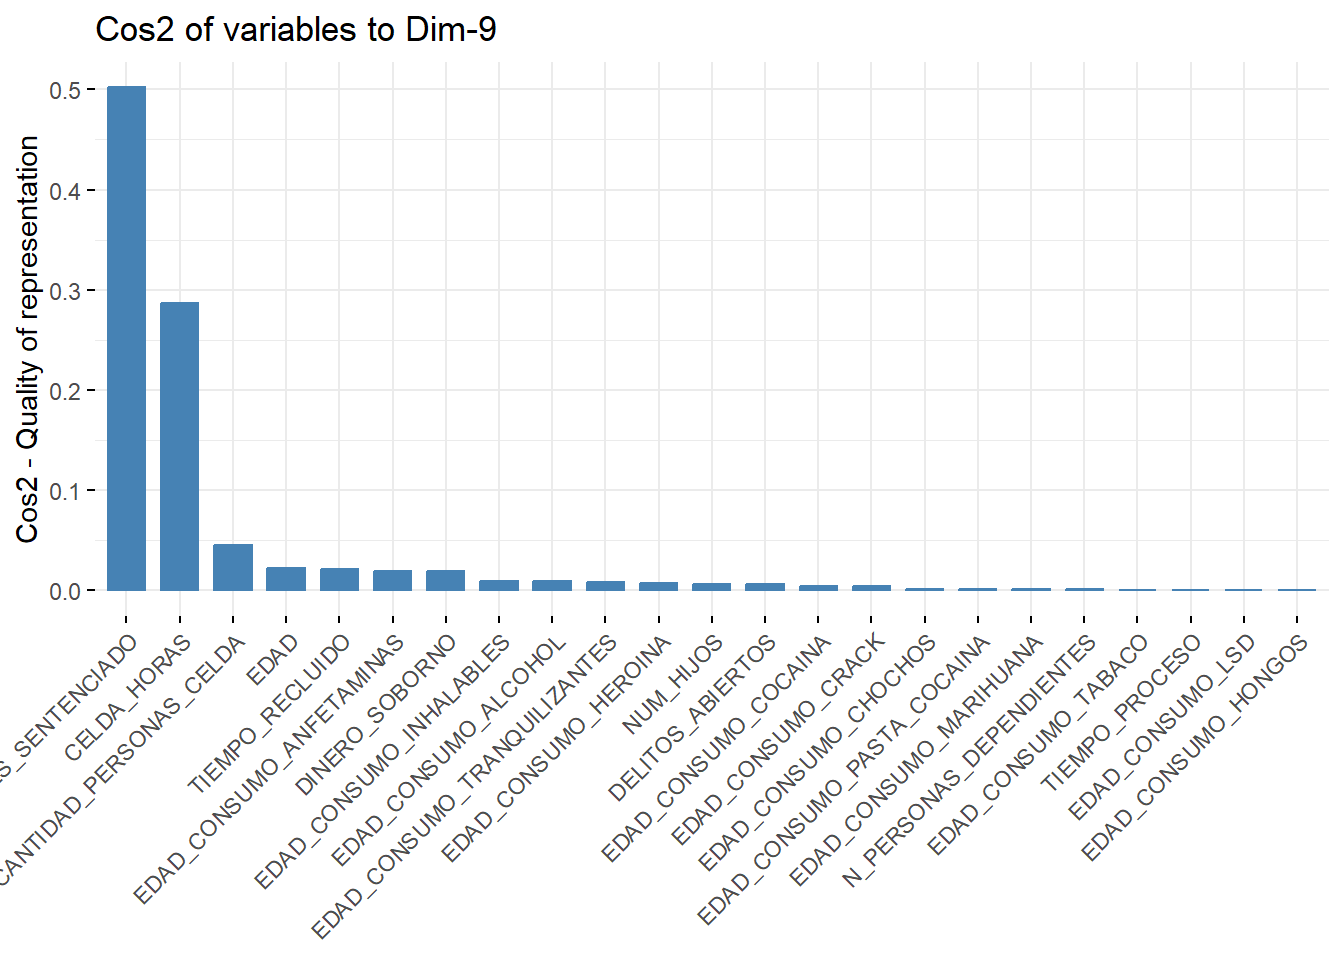 Cos2 of variables to Dim-9
Cos2 - Quality of representation
0.5
0.4
0.3
0.2
0.1
0.0
S_SENTENCIADO
CELDA_HORAS
CANTIDAD_PERSONAS_CELDA
EDAD
TIEMPO_RECLUIDO
EDAD_CONSUMO_ANFETAMINAS
DINERO_SOBORNO
EDAD_CONSUMO_INHALABLES
EDAD_CONSUMO_ALCOHOL
EDAD_CONSUMO_TRANQUILIZANTES
EDAD_CONSUMO_HEROINA
NUM_HIJOS
DELITOS_ABIERTOS
EDAD_CONSUMO_COCAINA
EDAD_CONSUMO_CRACK
EDAD_CONSUMO_CHOCHOS
EDAD_CONSUMO_PASTA_COCAINA
EDAD_CONSUMO_MARIHUANA
N_PERSONAS_DEPENDIENTES
EDAD_CONSUMO_TABACO
TIEMPO_PROCESO
EDAD_CONSUMO_LSD
EDAD_CONSUMO_HONGOS